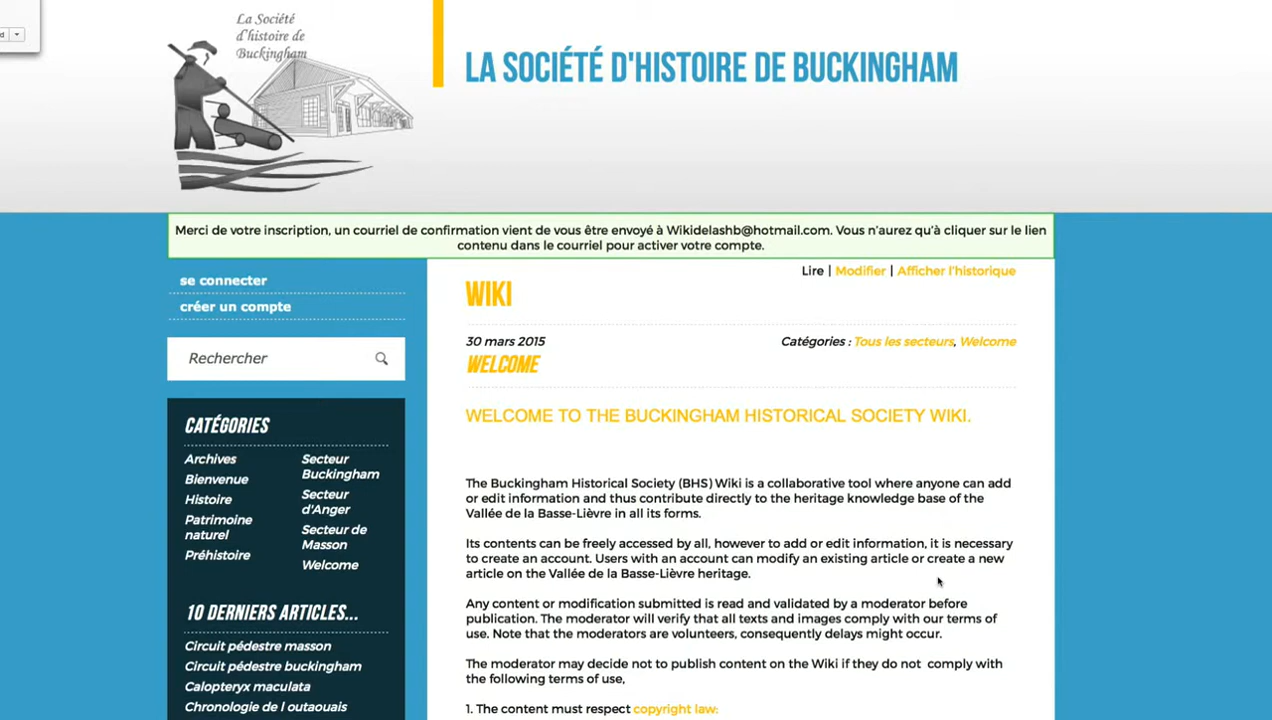 d
La Société
d'histoire de
Buckingham
LA SOCIÉTÉ D'HISTOIRE DE BUCKINGHAM
Merci de votre inscription, un courriel de confirmation vient de vous être envoyé à Wikidelashb@hotmail.com. Vous n'aurez qu'à cliquer sur le lien
contenu dans le courriel pour activer votre compte.
se connecter
créer un compte
Rechercher
CATÉGORIES
Archives
Bienvenue
Histoire
Patrimoine
naturel
Préhistoire
Secteur
Buckingham
Secteur
d'Anger
Secteur de
Masson
Welcome
10 DERNIERS ARTICLES...
Circuit pédestre masson
Circuit pédestre buckingham
Calopteryx maculata
Chronologie de l outaouais
Lire | Modifier | Afficher l'historique
WIKI
30 mars 2015
Catégories : Tous les secteurs, Welcome
WELCOME
WELCOME TO THE BUCKINGHAM HISTORICAL SOCIETY WIKI.
The Buckingham Historical Society (BHS) Wiki is a collaborative tool where anyone can add
or edit information and thus contribute directly to the heritage knowledge base of the
Vallée de la Basse-Lièvre in all its forms.
Its contents can be freely accessed by all, however to add or edit information, it is necessary
to create an account. Users with an account can modify an existing article or create a new
article on the Vallée de la Basse-Lièvre heritage.
Any content or modification submitted is read and validated by a moderator before
publication. The moderator will verify that all texts and images comply with our terms of
use. Note that the moderators are volunteers, consequently delays might occur.
The moderator may decide not to publish content on the Wiki if they do not comply with
the following terms of use,
1. The content must respect copyright law: